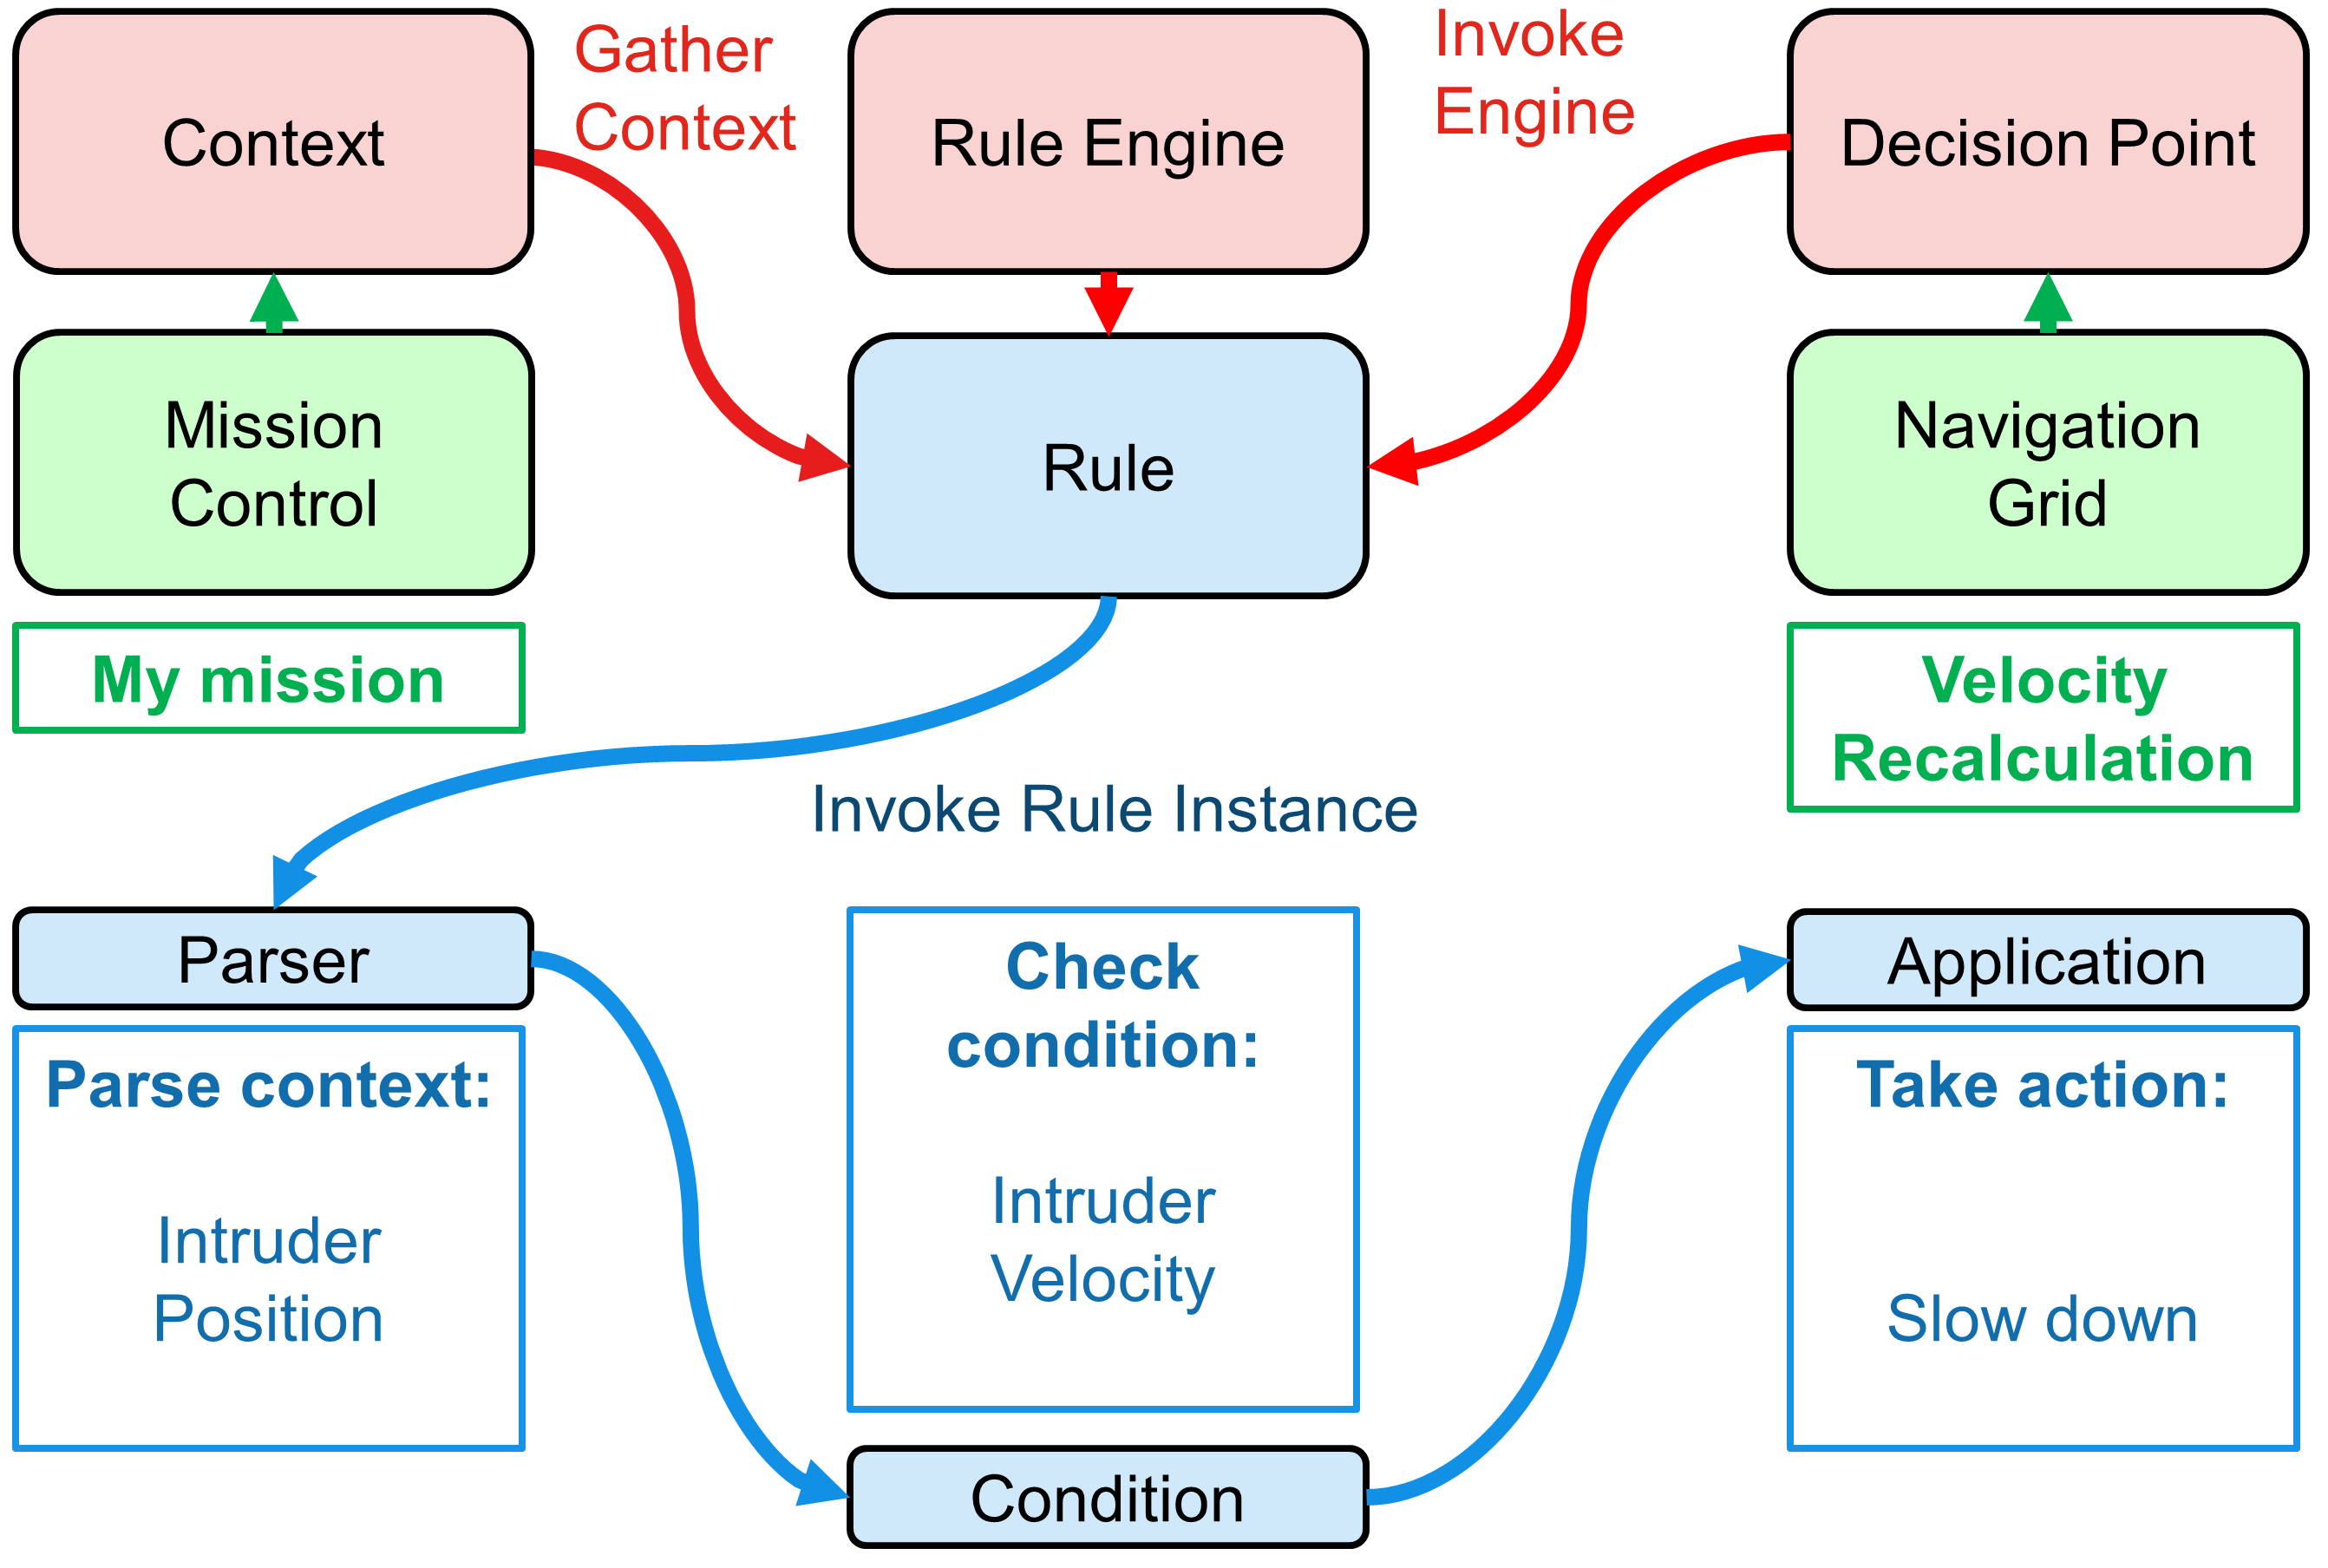 Context
Gather
Context
Rule Engine
Invoke
Engine
Decision Point
Mission
Control
Rule
Navigation
Grid
My mission
Velocity
Recalculation
Invoke Rule Instance
Parser
Parse context:
Intruder
Position
Check
condition:
Intruder
Velocity
Condition
Application
Take action:
Slow down